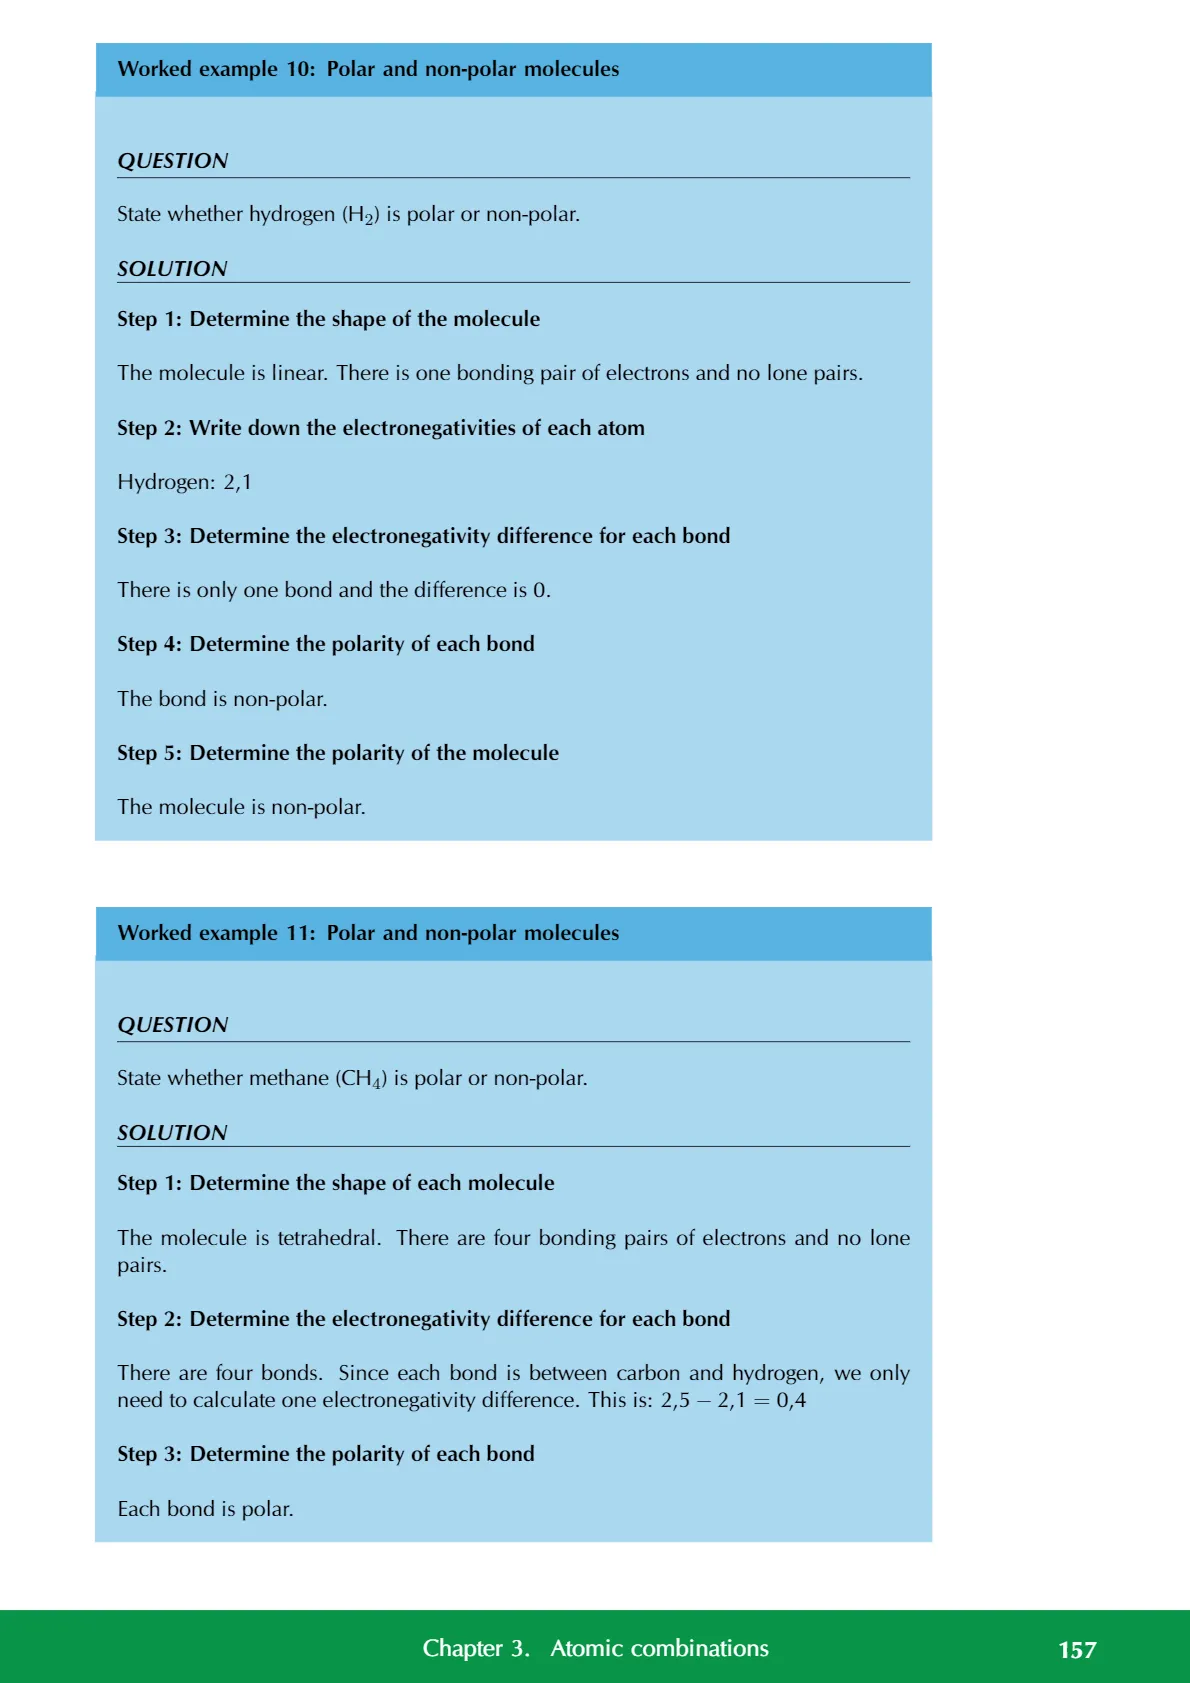 Worked example 10: Polar and non-polar molecules
QUESTION
State whether hydrogen (H₂) is polar or non-polar.
SOLUTION
Step 1: Determine the shape of the molecule
The molecule is linear. There is one bonding pair of electrons and no lone pairs.
Step 2: Write down the electronegativities of each atom
Hydrogen: 2,1
Step 3: Determine the electronegativity difference for each bond
There is only one bond and the difference is 0.
Step 4: Determine the polarity of each bond
The bond is non-polar.
Step 5: Determine the polarity of the molecule
The molecule is non-polar.
Worked example 11: Polar and non-polar molecules
QUESTION
State whether methane (CH₄) is polar or non-polar.
SOLUTION
Step 1: Determine the shape of each molecule
The molecule is tetrahedral. There are four bonding pairs of electrons and no lone
pairs.
Step 2: Determine the electronegativity difference for each bond
There are four bonds. Since each bond is between carbon and hydrogen, we only
need to calculate one electronegativity difference. This is: 2,5 − 2,1 = 0,4
Step 3: Determine the polarity of each bond
Each bond is polar.
Chapter 3. Atomic combinations 157